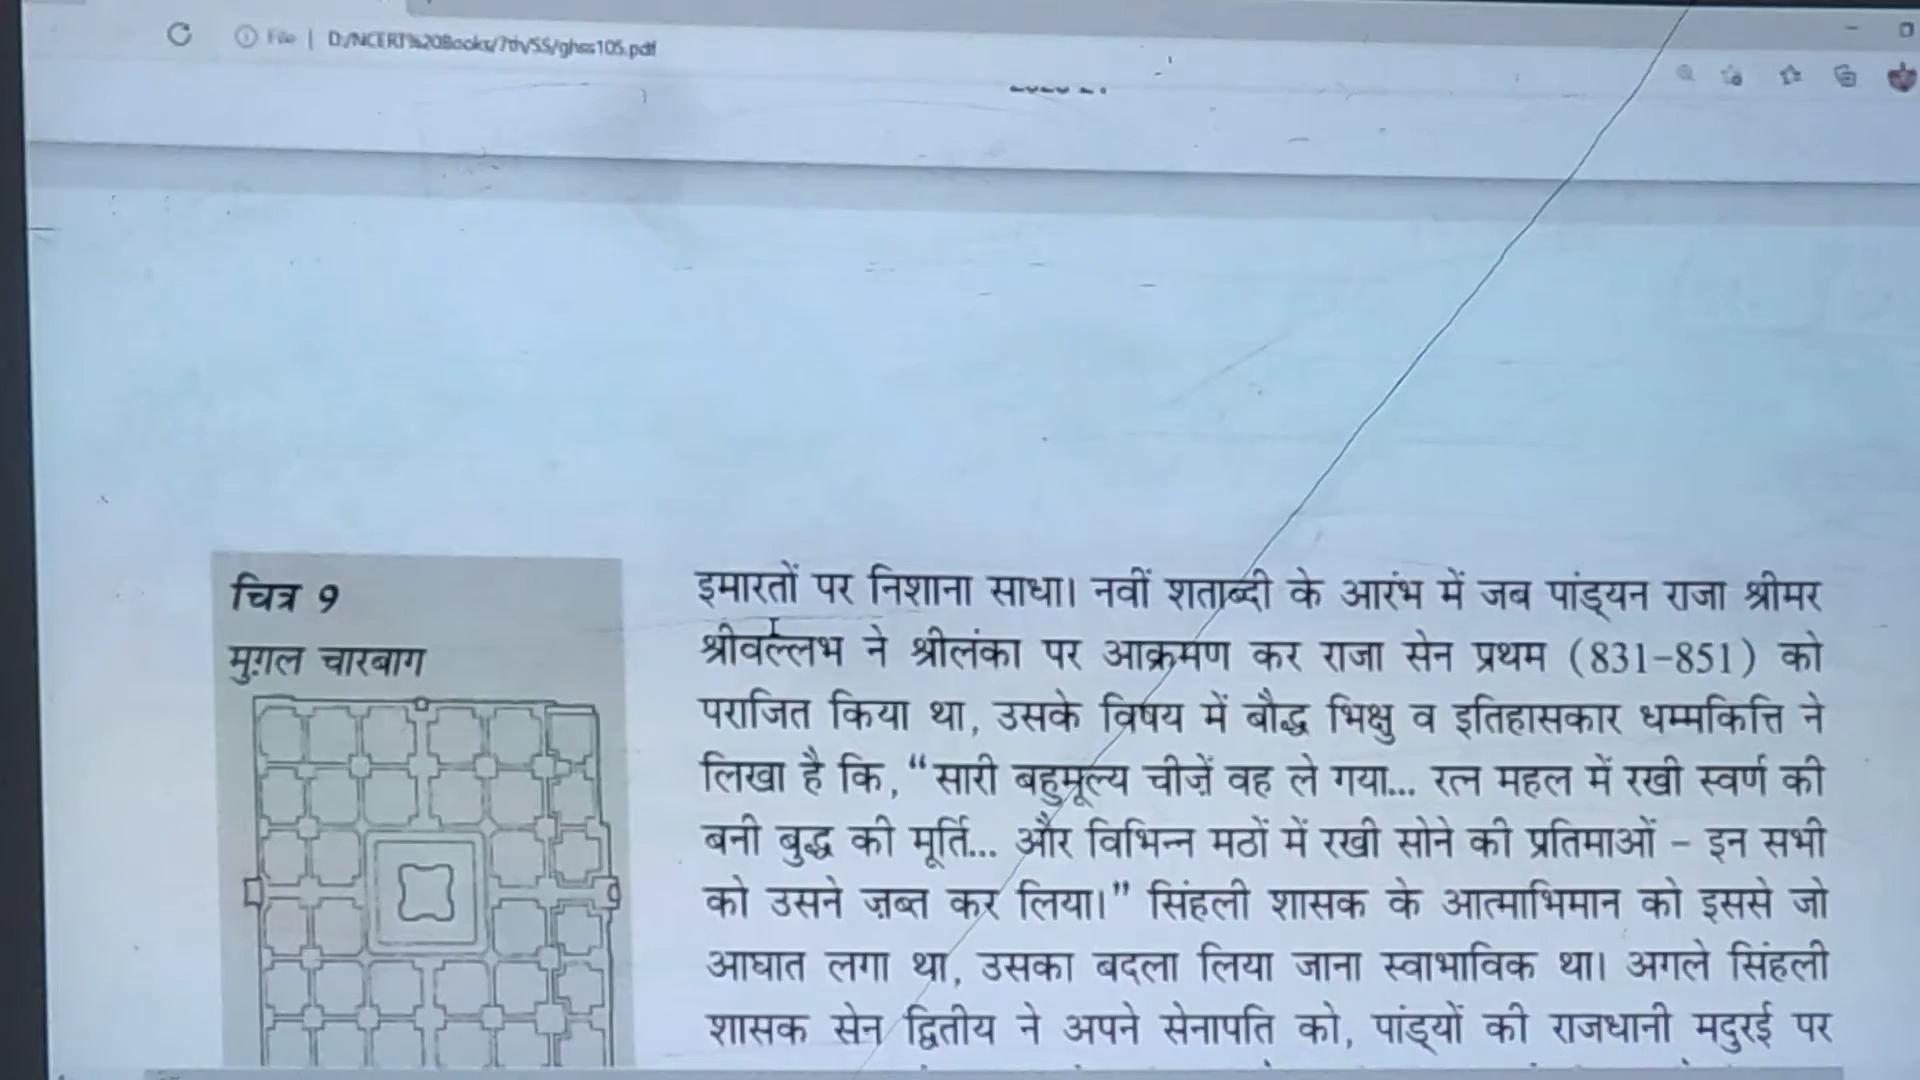 File | D:/NCERT%20Books/7th/SS/ghss105.pdf
चित्र 9
मुग़ल चारबाग
इमारतों पर निशाना साधा। नवीं शताब्दी के आरंभ में जब पांड्यन राजा श्रीमर
श्रीवल्लभ ने श्रीलंका पर आक्रमण कर राजा सेन प्रथम (831-851) को
पराजित किया था, उसके विषय में बौद्ध भिक्षु व इतिहासकार धम्मकित्ति ने
लिखा है कि, “सारी बहुमूल्य चीज़ें वह ले गया... रत्न महल में रखी स्वर्ण की
बनी बुद्ध की मूर्ति... और विभिन्न मठों में रखी सोने की प्रतिमाओं – इन सभी
को उसने ज़ब्त कर लिया।” सिंहली शासक के आत्माभिमान को इससे जो
आघात लगा था, उसका बदला लिया जाना स्वाभाविक था। अगले सिंहली
शासक सेन द्वितीय ने अपने सेनापति को, पांड्यों की राजधानी मदुरई पर